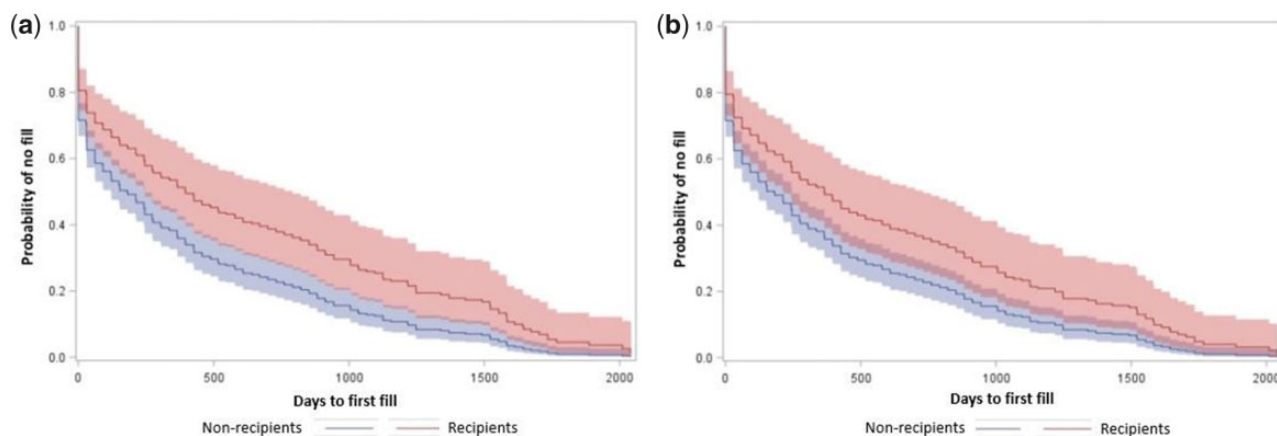 (a)
1.0
0.8
0.6
0.4
0.2
0.0
Probability of no fill
0 500 1000 1500 2000
Days to first fill
Non-recipients Recipients
(b)
1.0
0.8
0.6
0.4
0.2
0.0
Probability of no fill
0 500 1000 1500 2000
Days to first fill
Non-recipients Recipients